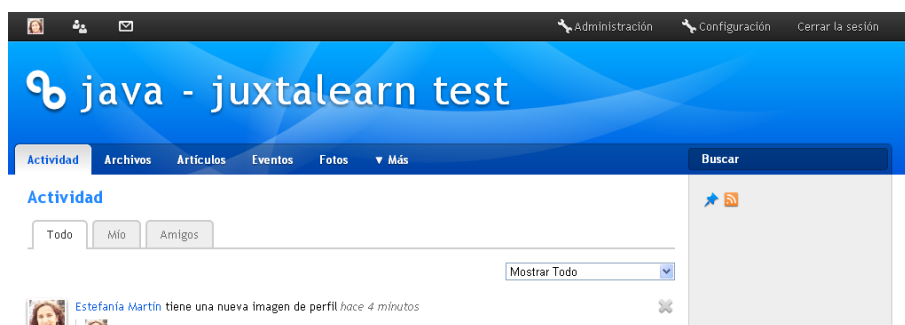 Administración Configuración Cerrar la sesión
java - juxtalearn test
Actividad Archivos Artículos Eventos Fotos ▼ Más Buscar
Actividad
Todo Mío Amigos
Mostrar Todo
Estefanía Martín tiene una nueva imagen de perfil hace 4 minutos